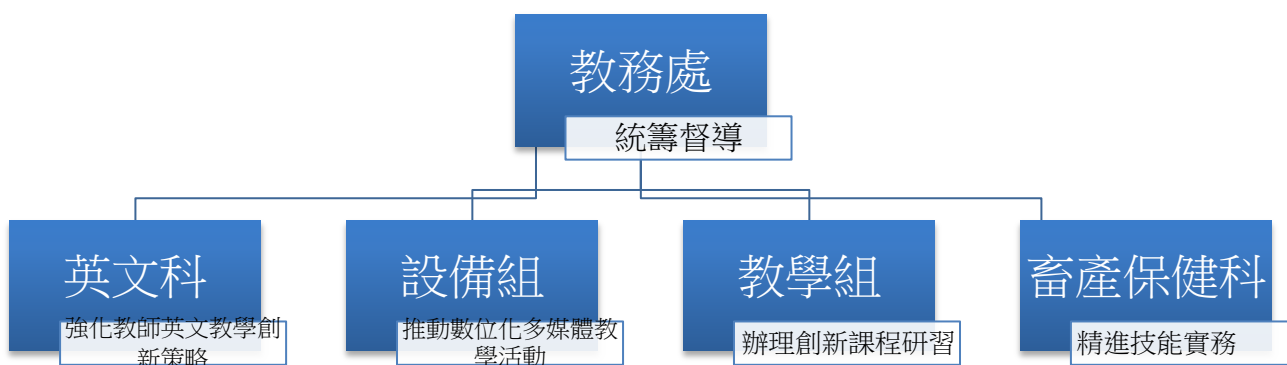 教務處
統籌督導
英文科
強化教師英文教學創
新策略
設備組
推動數位化多媒體教
學活動
教學組
辦理創新課程研習
畜產保健科
精進技能實務